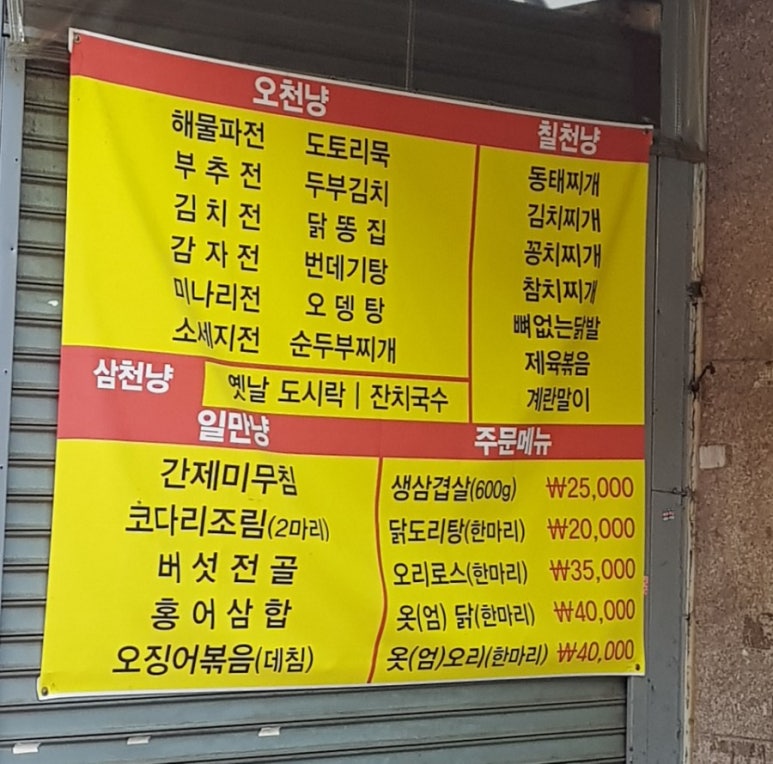 오천냥
해물파전 도토리묵
부추전 두부김치
김치전 닭똥집
감자전 번데기탕
미나리전 오뎅탕
소세지전 순두부찌개
칠천냥
동태찌개
김치찌개
꽁치찌개
참치찌개
뼈없는닭발
제육볶음
계란말이
삼천냥
옛날 도시락 | 잔치국수
일만냥
간제미무침
코다리조림(2마리)
버섯전골
홍어삼합
오징어볶음(데침)
주문메뉴
생삼겹살(600g) ₩25,000
닭도리탕(한마리) ₩20,000
오리로스(한마리) ₩35,000
옷(엄) 닭(한마리) ₩40,000
옷(엄)오리(한마리) ₩40,000